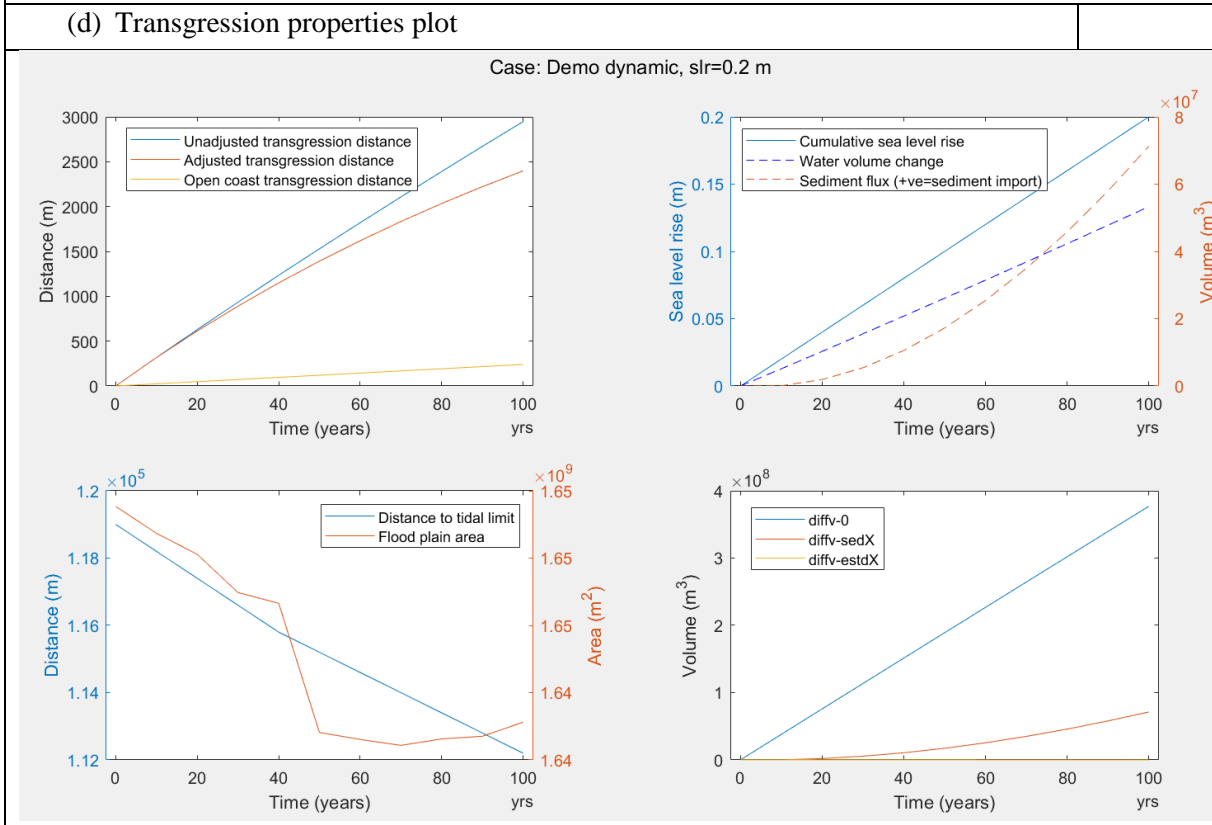 (d) Transgression properties plot
Case: Demo dynamic, slr=0.2 m
3000
2500
2000
1500
1000
500
0
Distance (m)
Unadjusted transgression distance
Adjusted transgression distance
Open coast transgression distance
0 20 40 60 80 100
Time (years)
yrs
0.2
0.15
0.1
0.05
0
Sea level rise (m)
Cumulative sea level rise
Water volume change
Sediment flux (+ve=sediment import)
×10⁷
8
6
4
2
0
Volume (m³)
0 20 40 60 80 100
Time (years)
yrs
×10⁵
1.2
1.18
1.16
1.14
1.12
Distance (m)
Distance to tidal limit
Flood plain area
×10⁹
1.65
1.65
1.65
1.64
1.64
Area (m²)
0 20 40 60 80 100
Time (years)
yrs
×10⁸
4
3
2
1
0
Volume (m³)
diffv-0
diffv-sedX
diffv-estdX
0 20 40 60 80 100
Time (years)
yrs